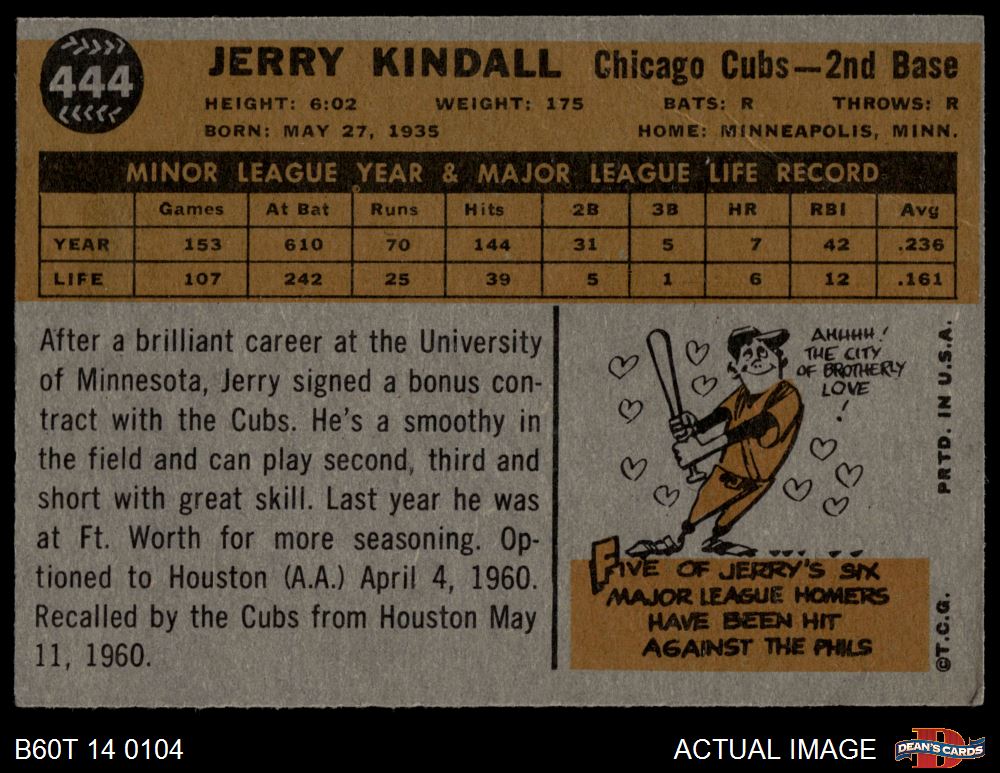 444
JERRY KINDALL Chicago Cubs—2nd Base
HEIGHT: 6:02 WEIGHT: 175 BATS: R THROWS: R
BORN: MAY 27, 1935 HOME: MINNEAPOLIS, MINN.
MINOR LEAGUE YEAR & MAJOR LEAGUE LIFE RECORD
Games At Bat Runs Hits 2B 3B HR RBI Avg
YEAR 153 610 70 144 31 5 7 42 .236
LIFE 107 242 25 39 5 1 6 12 .161
After a brilliant career at the University
of Minnesota, Jerry signed a bonus con-
tract with the Cubs. He's a smoothy in
the field and can play second, third and
short with great skill. Last year he was
at Ft. Worth for more seasoning. Op-
tioned to Houston (A.A.) April 4, 1960.
Recalled by the Cubs from Houston May
11, 1960.
AHHHH!
THE CITY
OF BROTHERLY
LOVE
!
FIVE OF JERRY'S SIX
MAJOR LEAGUE HOMERS
HAVE BEEN HIT
AGAINST THE PHILS
©T.C.G. PRTD. IN U.S.A.
B60T 14 0104 ACTUAL IMAGE
D
DEAN'S CARDS